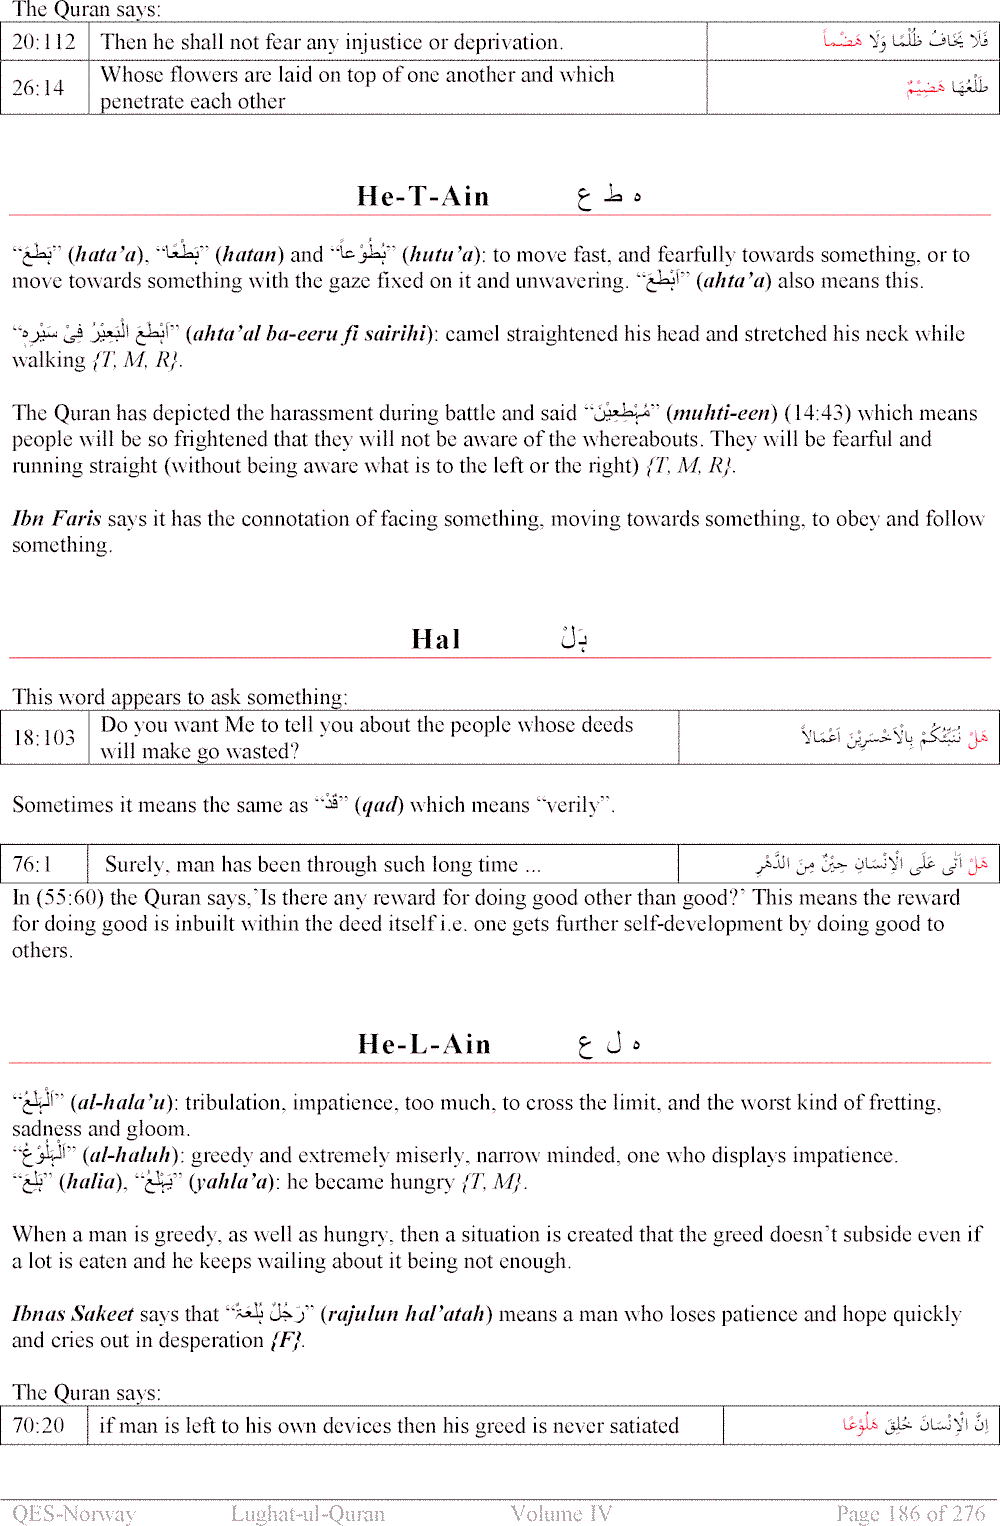 The Quran says:
20:112 Then he shall not fear any injustice or deprivation. فَلَا يَخَافُ ظُلْمًا وَلَا هَضْماً
26:14 Whose flowers are laid on top of one another and which penetrate each other طَلْعُهَا هَضِيْمٌ
He-T-Ain ه ط ع
“ہَطَعَ” (hata’a), “ہَطْعًا” (hatan) and “ہُطُوْعاً” (hutu’a): to move fast, and fearfully towards something, or to
move towards something with the gaze fixed on it and unwavering. “اَہْطَعَ” (ahta’a) also means this.
“اَہْطَعَ الْبَعِيْرُ فِیْ سَيْرِہٖ” (ahta’al ba-eeru fi sairihi): camel straightened his head and stretched his neck while
walking {T, M, R}.
The Quran has depicted the harassment during battle and said “مُہْطِعِيْنَ” (muhti-een) (14:43) which means
people will be so frightened that they will not be aware of the whereabouts. They will be fearful and
running straight (without being aware what is to the left or the right) {T, M, R}.
Ibn Faris says it has the connotation of facing something, moving towards something, to obey and follow
something.
Hal ہَلْ
This word appears to ask something:
18:103 Do you want Me to tell you about the people whose deeds will make go wasted? هَلْ نُنَبِّئُكُمْ بِالْاَخْسَرِيْنَ اَعْمَالاً
Sometimes it means the same as “قَدْ” (qad) which means “verily”.
76:1 Surely, man has been through such long time ... هَلْ اَتٰى عَلَى الْاِنْسَانِ حِيْنٌ مِنَ الدَّهْرِ
In (55:60) the Quran says,’Is there any reward for doing good other than good?’ This means the reward
for doing good is inbuilt within the deed itself i.e. one gets further self-development by doing good to
others.
He-L-Ain ه ل ع
“اَلْہَلَعُ” (al-hala’u): tribulation, impatience, too much, to cross the limit, and the worst kind of fretting,
sadness and gloom.
“اَلْہَلُوْعُ” (al-haluh): greedy and extremely miserly, narrow minded, one who displays impatience.
“ہَلِعَ” (halia), “يَہْلَعُ” (yahla’a): he became hungry {T, M}.
When a man is greedy, as well as hungry, then a situation is created that the greed doesn’t subside even if
a lot is eaten and he keeps wailing about it being not enough.
Ibnas Sakeet says that “رَجُلٌ ہُلَعَۃٌ” (rajulun hal’atah) means a man who loses patience and hope quickly
and cries out in desperation {F}.
The Quran says:
70:20 if man is left to his own devices then his greed is never satiated اِنَّ الْاِنْسَانَ خُلِقَ هَلُوْعًا
QES-Norway Lughat-ul-Quran Volume IV Page 186 of 276